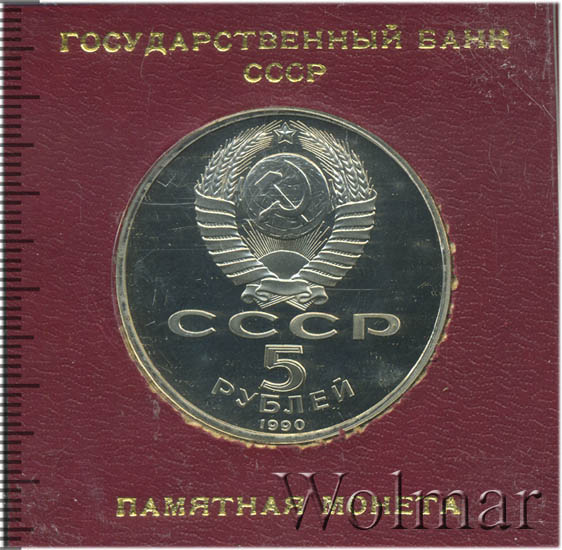 ГОСУДАРСТВЕННЫЙ БАНК
СССР
СССР
5
РУБЛЕЙ
1990
ПАМЯТНАЯ МОНЕТА
Wolmar